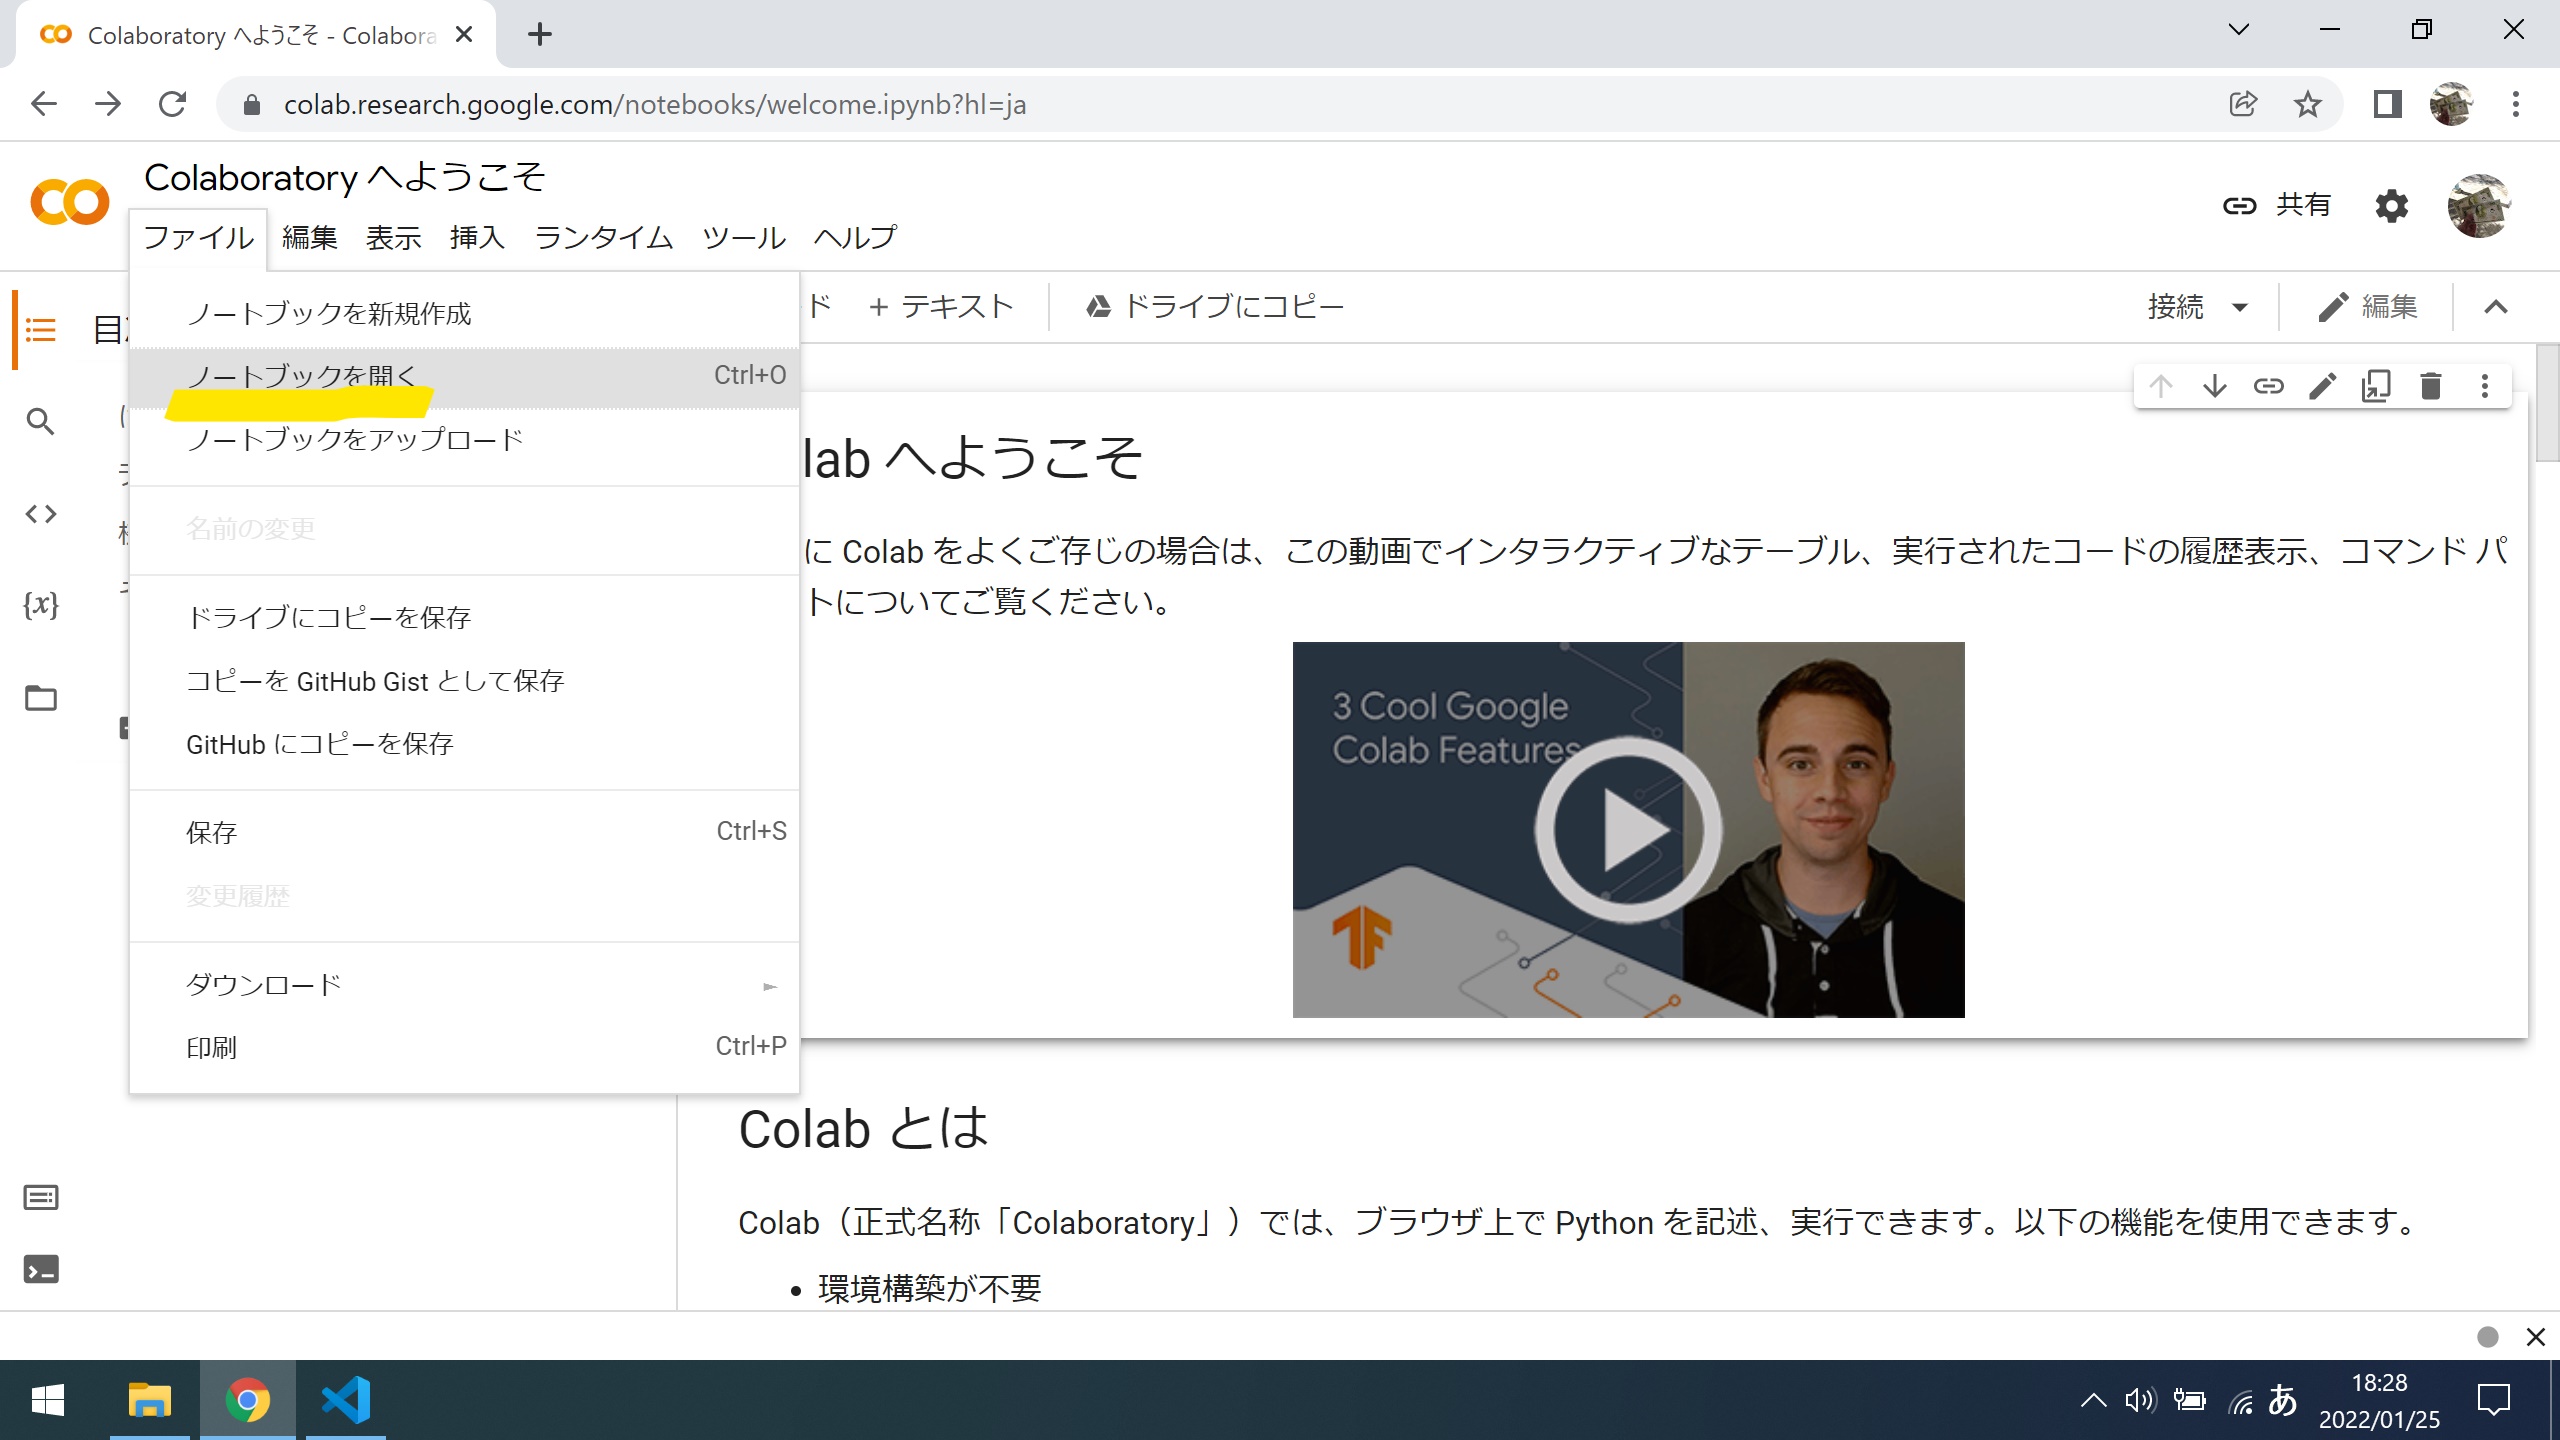 Colaboratory へようこそ - Colabora
colab.research.google.com/notebooks/welcome.ipynb?hl=ja
Colaboratory へようこそ
共有
ファイル 編集 表示 挿入 ランタイム ツール ヘルプ
ド + テキスト ドライブにコピー 接続 編集
目
ノートブックを新規作成
ノートブックを開く Ctrl+O
ノートブックをアップロード
名前の変更
ドライブにコピーを保存
コピーを GitHub Gist として保存
GitHub にコピーを保存
保存 Ctrl+S
変更履歴
ダウンロード
印刷 Ctrl+P
{x}
lab へようこそ
に Colab をよくご存じの場合は、この動画でインタラクティブなテーブル、実行されたコードの履歴表示、コマンド パ
トについてご覧ください。
3 Cool Google
Colab Features
Colab とは
Colab（正式名称「Colaboratory」）では、ブラウザ上で Python を記述、実行できます。以下の機能を使用できます。
• 環境構築が不要
あ
18:28
2022/01/25